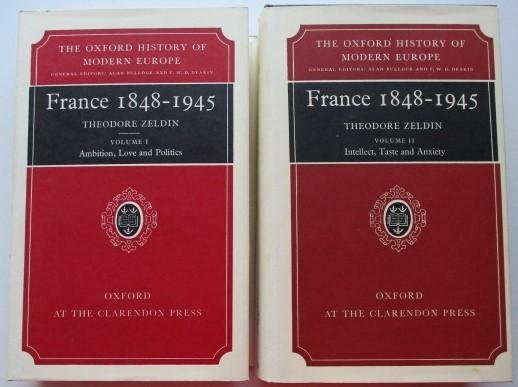 THE OXFORD HISTORY OF
MODERN EUROPE
GENERAL EDITORS: ALAN BULLOCK AND F. W. D. DEAKIN
France 1848-1945
THEODORE ZELDIN
VOLUME I
Ambition, Love and Politics
OXFORD
AT THE CLARENDON PRESS
THE OXFORD HISTORY OF
MODERN EUROPE
GENERAL EDITORS: ALAN BULLOCK AND F. W. D. DEAKIN
France 1848-1945
THEODORE ZELDIN
VOLUME II
Intellect, Taste and Anxiety
OXFORD
AT THE CLARENDON PRESS